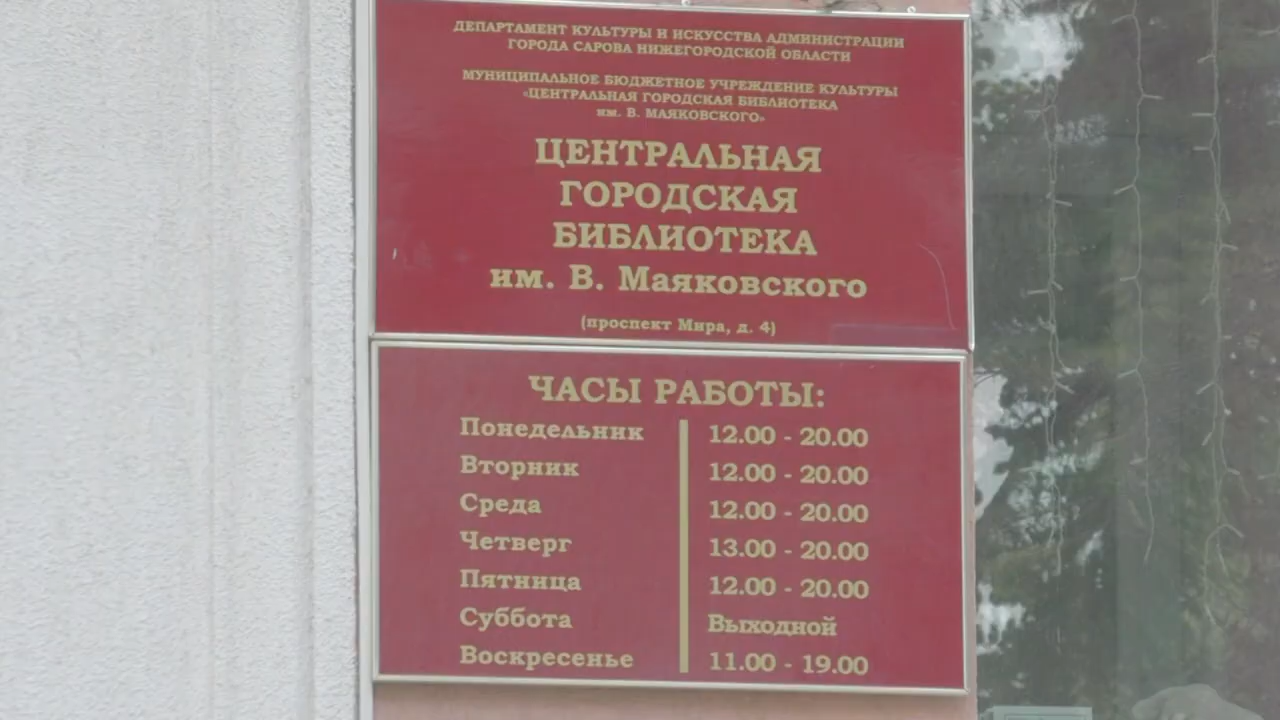 ДЕПАРТАМЕНТ КУЛЬТУРЫ И ИСКУССТВА АДМИНИСТРАЦИИ
ГОРОДА САРОВА НИЖЕГОРОДСКОЙ ОБЛАСТИ
МУНИЦИПАЛЬНОЕ БЮДЖЕТНОЕ УЧРЕЖДЕНИЕ КУЛЬТУРЫ
«ЦЕНТРАЛЬНАЯ ГОРОДСКАЯ БИБЛИОТЕКА
им. В. МАЯКОВСКОГО»
ЦЕНТРАЛЬНАЯ
ГОРОДСКАЯ
БИБЛИОТЕКА
им. В. Маяковского
(проспект Мира, д. 4)
ЧАСЫ РАБОТЫ:
Понедельник 12.00 - 20.00
Вторник 12.00 - 20.00
Среда 12.00 - 20.00
Четверг 13.00 - 20.00
Пятница 12.00 - 20.00
Суббота Выходной
Воскресенье 11.00 - 19.00